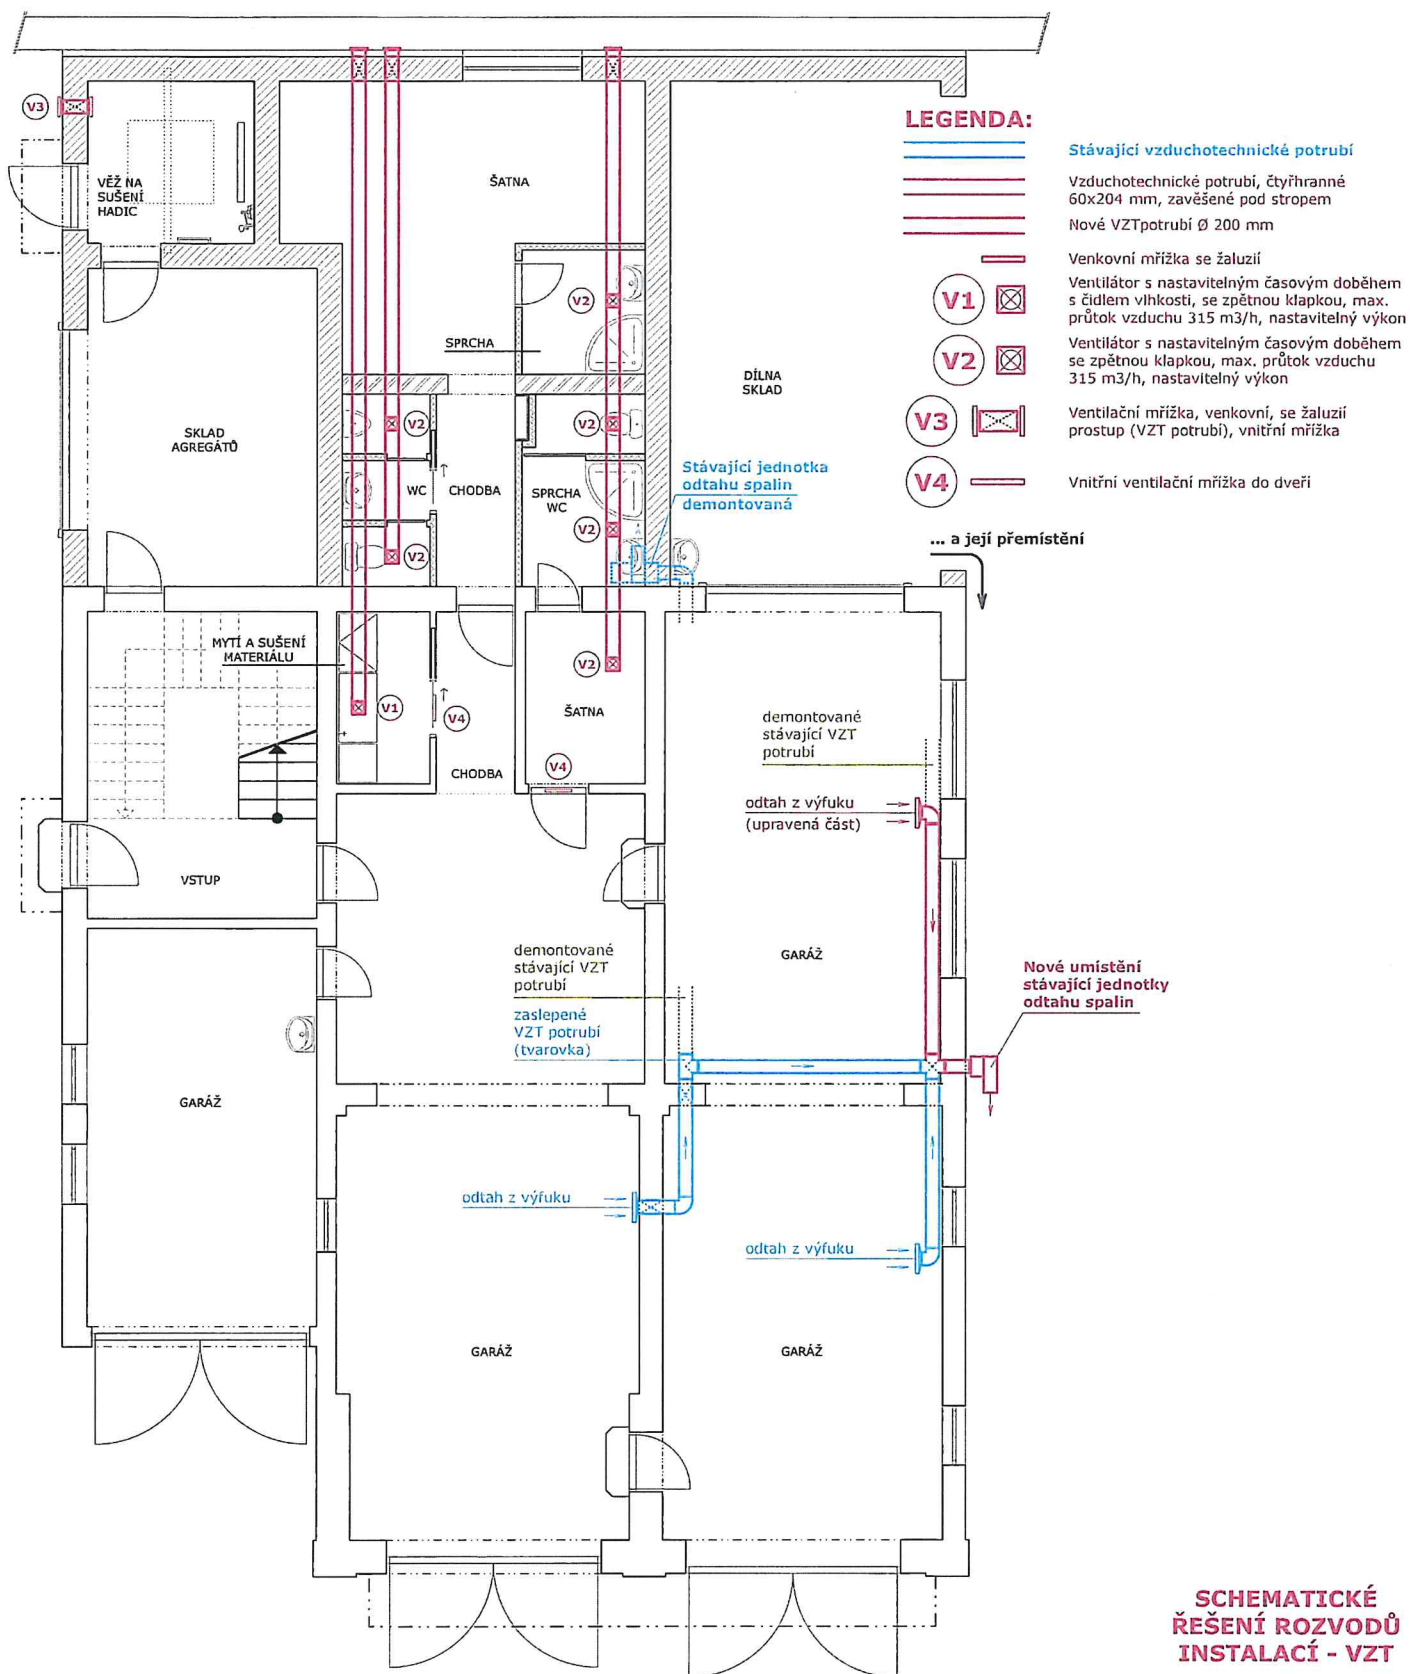 V3
VĚŽ NA
SUŠENÍ
HADIC
ŠATNA
LEGENDA:
Stávající vzduchotechnické potrubí
Vzduchotechnické potrubí, čtyřhranné
60x204 mm, zavěšené pod stropem
Nové VZTpotrubí Ø 200 mm
Venkovní mřížka se žaluzií
V1
Ventilátor s nastavitelným časovým doběhem
s čidlem vlhkosti, se zpětnou klapkou, max.
průtok vzduchu 315 m3/h, nastavitelný výkon
V2
Ventilátor s nastavitelným časovým doběhem
se zpětnou klapkou, max. průtok vzduchu
315 m3/h, nastavitelný výkon
V3
Ventilační mřížka, venkovní, se žaluzií
prostup (VZT potrubí), vnitřní mřížka
V4
Vnitřní ventilační mřížka do dveří
V2
SPRCHA
DÍLNA
SKLAD
SKLAD
AGREGÁTŮ
V2
V2
WC
CHODBA
SPRCHA
WC
V2
V2
Stávající jednotka
odtahu spalin
demontovaná
... a její přemístění
MYTÍ A SUŠENÍ
MATERIÁLU
V1
V4
V2
ŠATNA
CHODBA
V4
demontované
stávající VZT
potrubí
odtah z výfuku
(upravená část)
VSTUP
GARÁŽ
demontované
stávající VZT
potrubí
zaslepené
VZT potrubí
(tvarovka)
Nové umístění
stávající jednotky
odtahu spalin
GARÁŽ
odtah z výfuku
odtah z výfuku
GARÁŽ
GARÁŽ
SCHEMATICKÉ
ŘEŠENÍ ROZVODŮ
INSTALACÍ - VZT